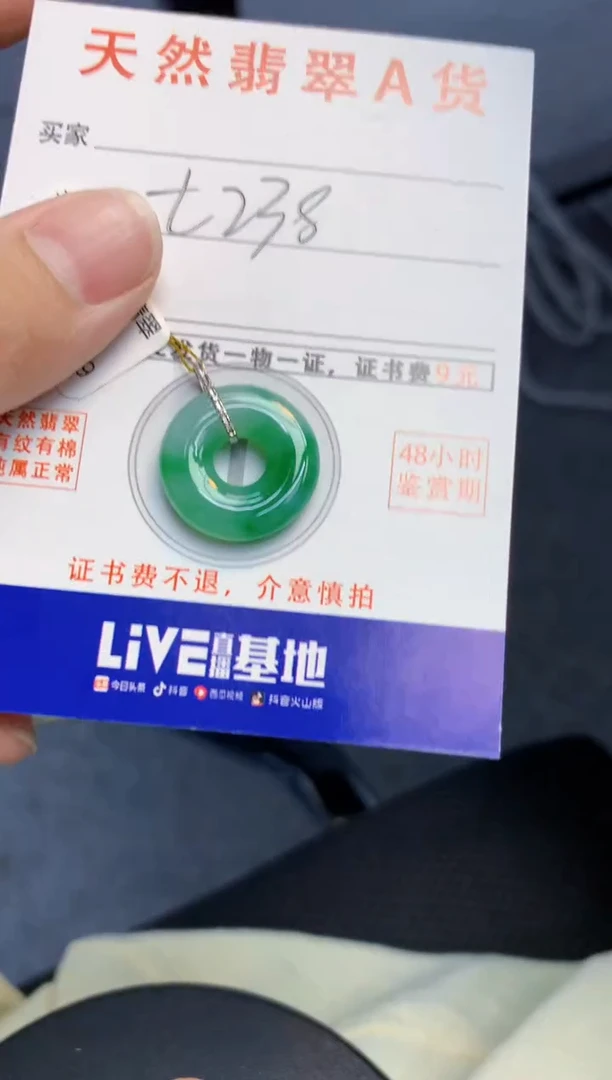 天然翡翠A货
买家
七238
货一物一证，证书费9元
天然翡翠
有纹有棉
纯属正常
48小时
鉴赏期
证书费不退，介意慎拍
LiVE直播基地
今日头条 抖音 西瓜视频 抖音火山版